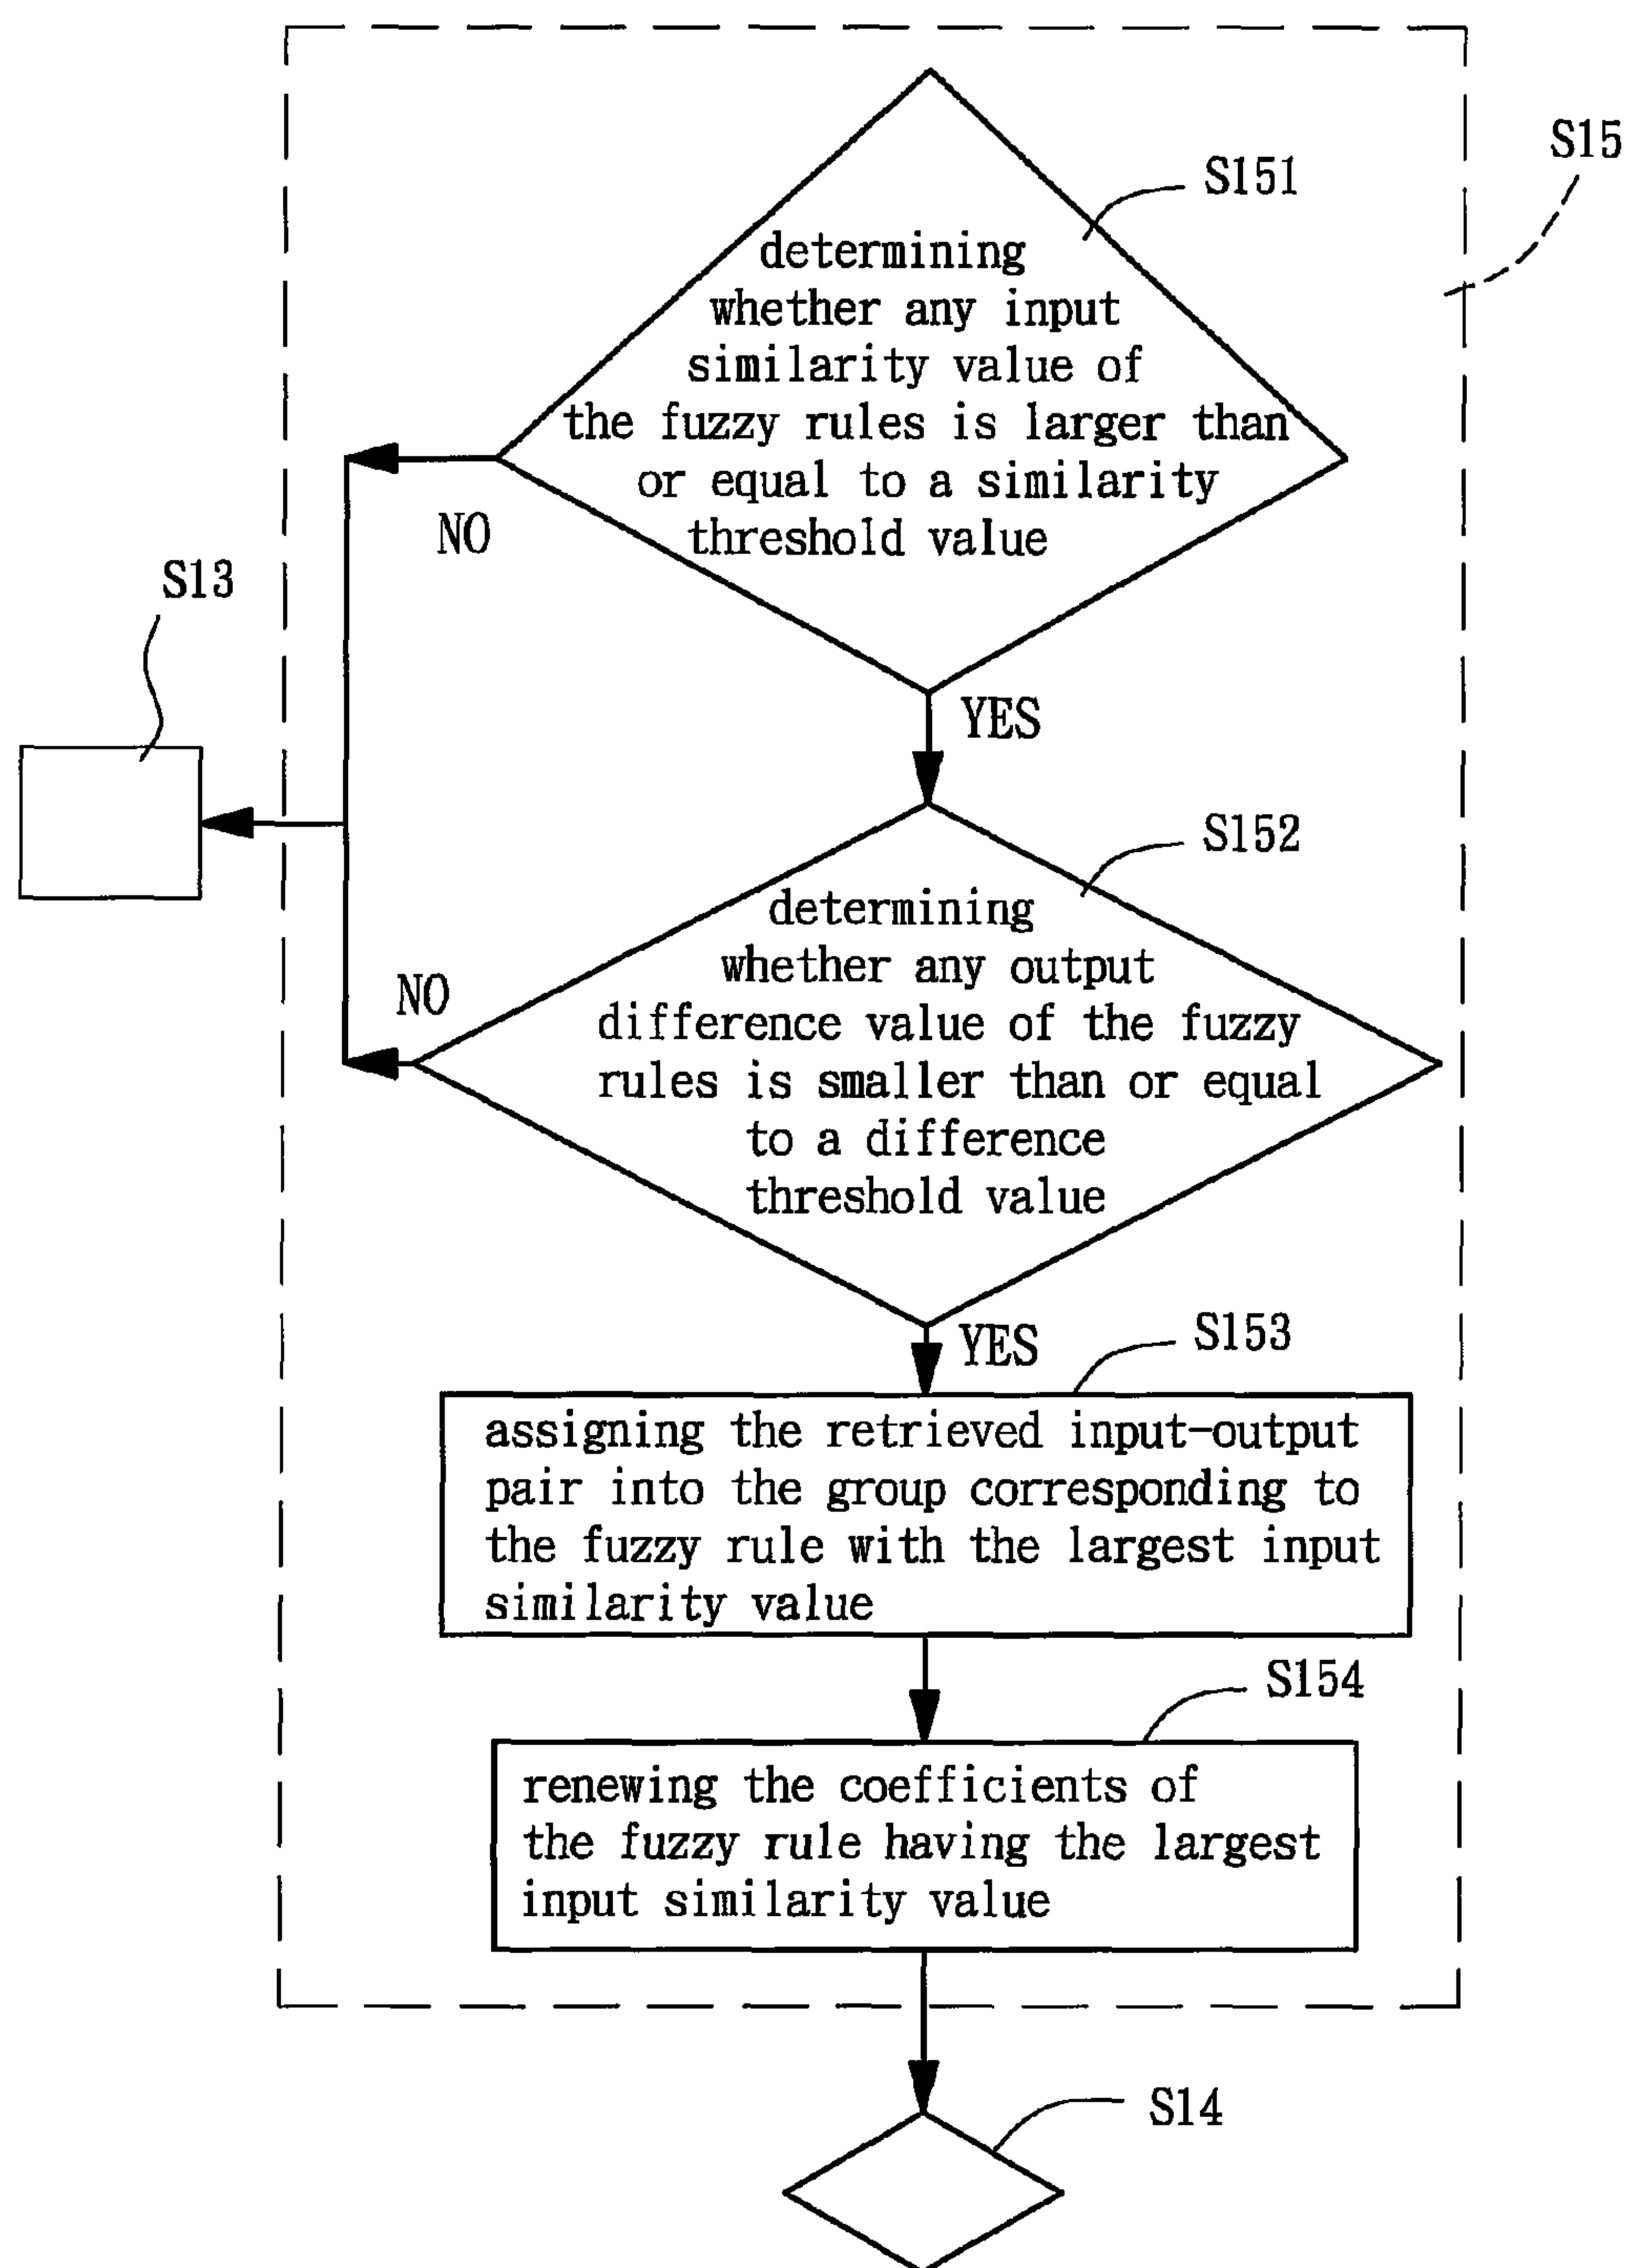 S15
S151
determining
whether any input
similarity value of
the fuzzy rules is larger than
or equal to a similarity
threshold value
NO
S13
YES
S152
determining
whether any output
difference value of the fuzzy
rules is smaller than or equal
to a difference
threshold value
NO
YES
S153
assigning the retrieved input-output
pair into the group corresponding to
the fuzzy rule with the largest input
similarity value
S154
renewing the coefficients of
the fuzzy rule having the largest
input similarity value
S14